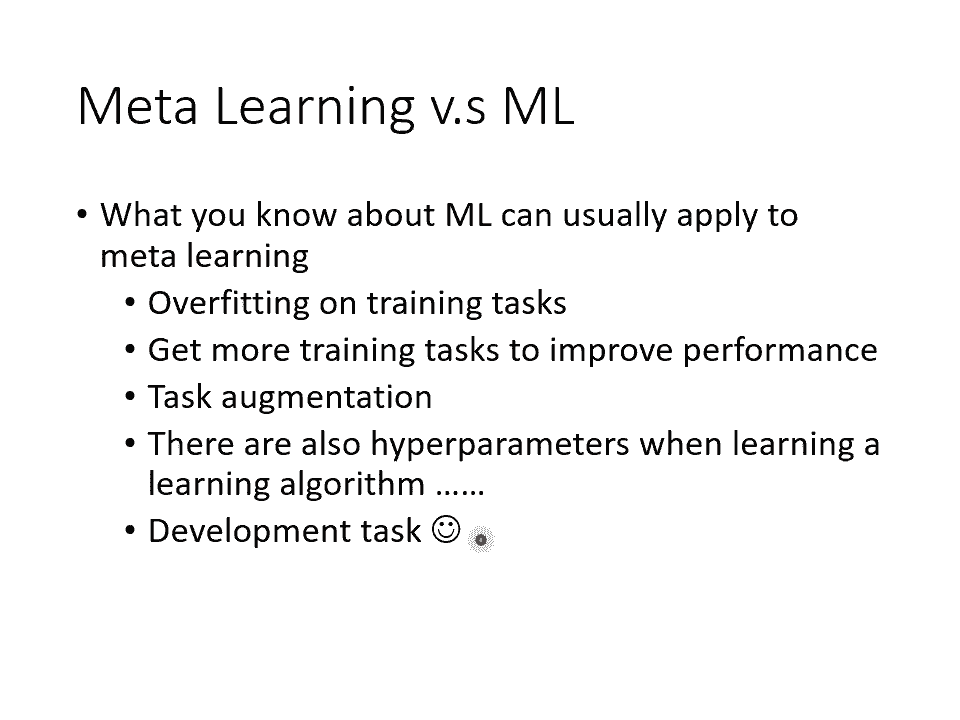 Meta Learning v.s ML
• What you know about ML can usually apply to
meta learning
• Overfitting on training tasks
• Get more training tasks to improve performance
• Task augmentation
• There are also hyperparameters when learning a
learning algorithm ……
• Development task ☺